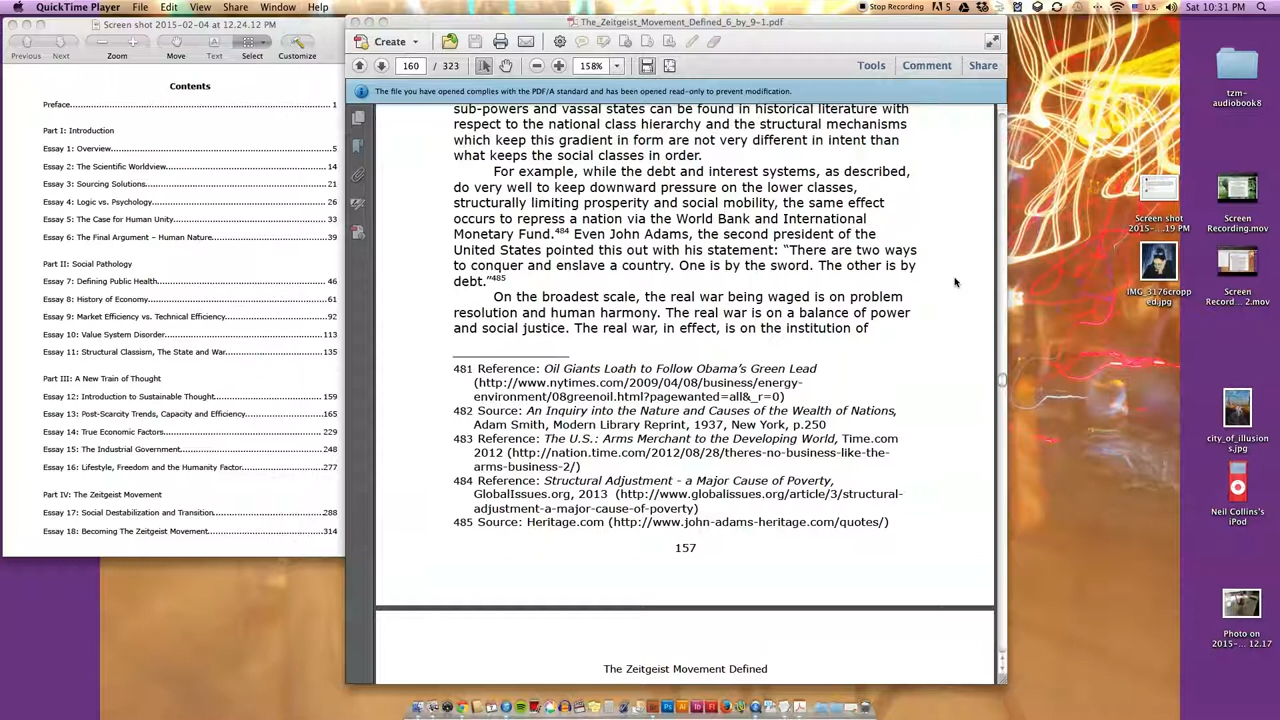 QuickTime Player File Edit View Share Window Help
Stop Recording
5
U.S.
Sat 10:31 PM
Screen shot 2015-02-04 at 12.24.12 PM
Previous Next Zoom Move Text Select Customize
Contents
Preface 1
Part I: Introduction
Essay 1: Overview 5
Essay 2: The Scientific Worldview 14
Essay 3: Sourcing Solutions 21
Essay 4: Logic vs. Psychology 26
Essay 5: The Case for Human Unity 33
Essay 6: The Final Argument – Human Nature 39
Part II: Social Pathology
Essay 7: Defining Public Health 46
Essay 8: History of Economy 61
Essay 9: Market Efficiency vs. Technical Efficiency 92
Essay 10: Value System Disorder 113
Essay 11: Structural Classism, The State and War 135
Part III: A New Train of Thought
Essay 12: Introduction to Sustainable Thought 159
Essay 13: Post-Scarcity Trends, Capacity and Efficiency 165
Essay 14: True Economic Factors 229
Essay 15: The Industrial Government 248
Essay 16: Lifestyle, Freedom and the Humanity Factor 277
Part IV: The Zeitgeist Movement
Essay 17: Social Destabilization and Transition 288
Essay 18: Becoming The Zeitgeist Movement 314
The_Zeitgeist_Movement_Defined_6_by_9-1.pdf
Create
160 / 323
158%
Tools Comment Share
The file you have opened complies with the PDF/A standard and has been opened read-only to prevent modification.
sub-powers and vassal states can be found in historical literature with
respect to the national class hierarchy and the structural mechanisms
which keep this gradient in form are not very different in intent than
what keeps the social classes in order.
For example, while the debt and interest systems, as described,
do very well to keep downward pressure on the lower classes,
structurally limiting prosperity and social mobility, the same effect
occurs to repress a nation via the World Bank and International
Monetary Fund.484 Even John Adams, the second president of the
United States pointed this out with his statement: “There are two ways
to conquer and enslave a country. One is by the sword. The other is by
debt.”485
On the broadest scale, the real war being waged is on problem
resolution and human harmony. The real war is on a balance of power
and social justice. The real war, in effect, is on the institution of
481 Reference: Oil Giants Loath to Follow Obama’s Green Lead
(http://www.nytimes.com/2009/04/08/business/energy-
environment/08greenoil.html?pagewanted=all&_r=0)
482 Source: An Inquiry into the Nature and Causes of the Wealth of Nations,
Adam Smith, Modern Library Reprint, 1937, New York, p.250
483 Reference: The U.S.: Arms Merchant to the Developing World, Time.com
2012 (http://nation.time.com/2012/08/28/theres-no-business-like-the-
arms-business-2/)
484 Reference: Structural Adjustment - a Major Cause of Poverty,
GlobalIssues.org, 2013 (http://www.globalissues.org/article/3/structural-
adjustment-a-major-cause-of-poverty)
485 Source: Heritage.com (http://www.john-adams-heritage.com/quotes/)
157
The Zeitgeist Movement Defined
tzm-
audiobook8
Screen shot
2015-...19 PM
Screen
Recording.mov
IMG_3176cropp
ed.jpg
Screen
Record... 2.mov
city_of_illusion
s.jpg
Neil Collins's
iPod
Photo on
2015-... 12.17